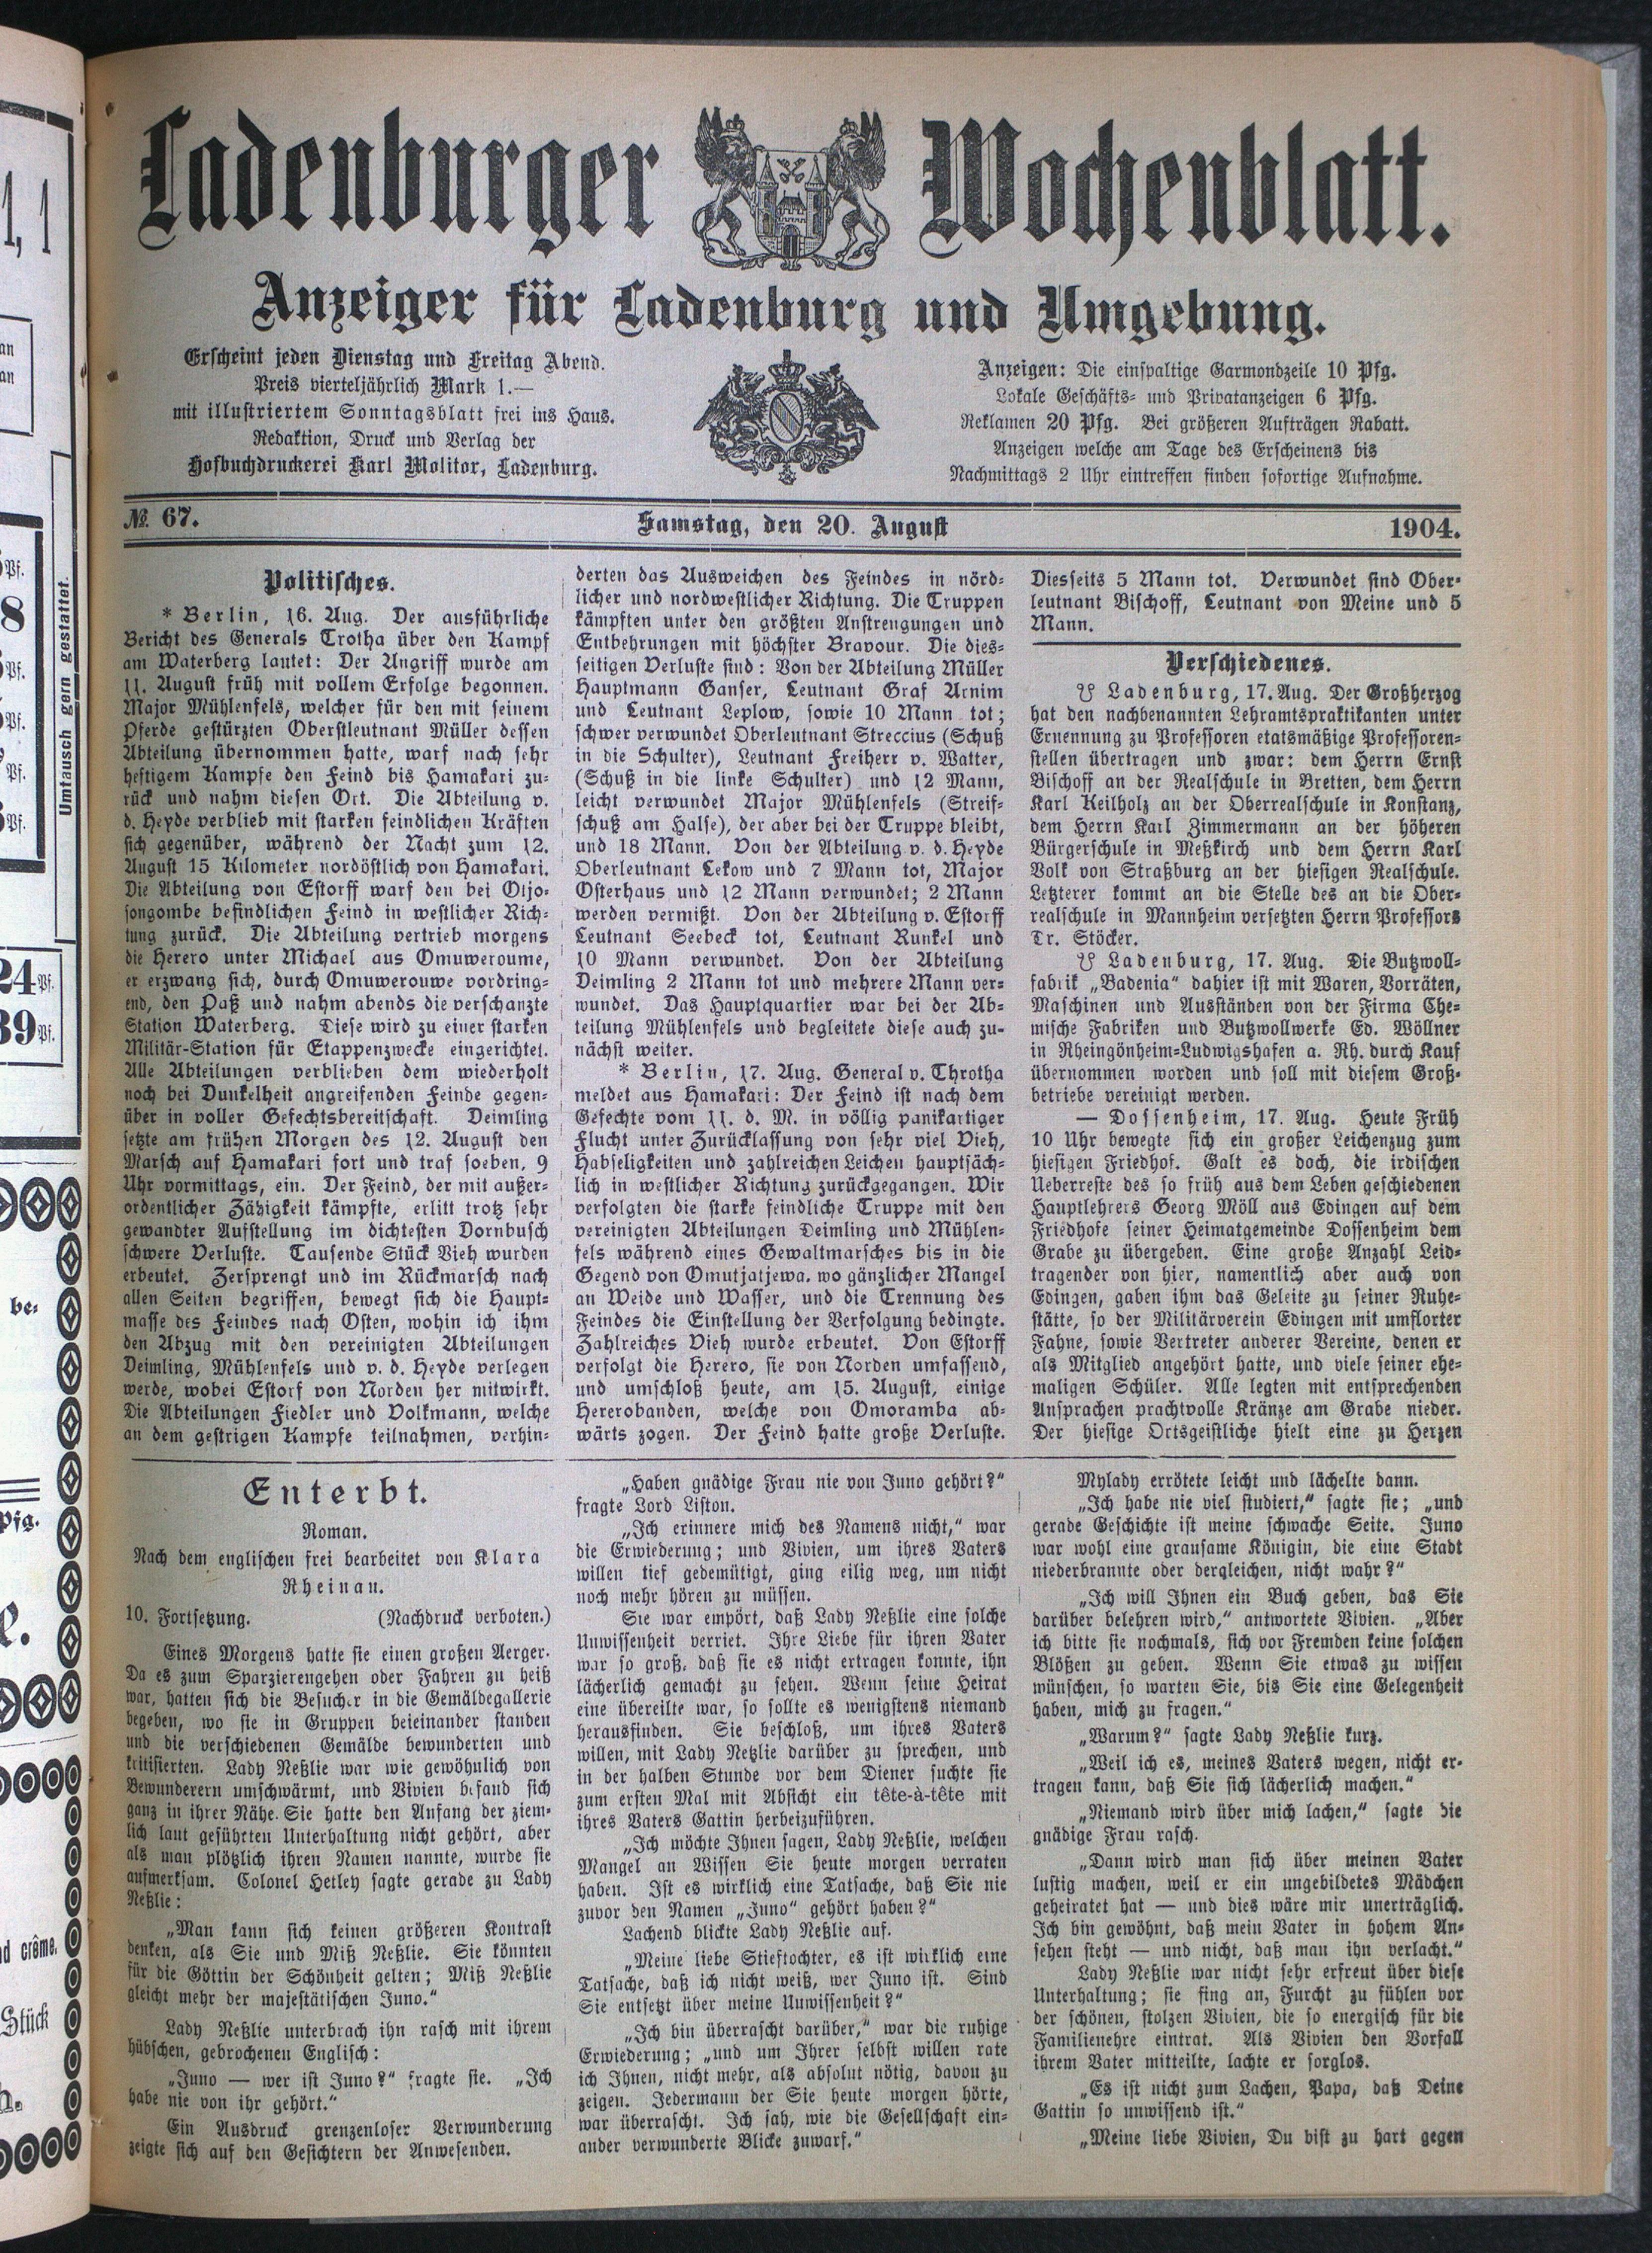 Ladenburger Wochenblatt.
Anzeiger für Ladenburg und Umgebung.
Erscheint jeden Dienstag und Freitag Abend.
Preis vierteljährlich Mark 1.—
mit illustriertem Sonntagsblatt frei ins Haus.
Redaktion, Druck und Verlag der
Hofbuchdruckerei Karl Molitor, Ladenburg.
Anzeigen: Die einspaltige Garmondzeile 10 Pfg.
Lokale Geschäfts- und Privatanzeigen 6 Pfg.
Reklamen 20 Pfg. Bei größeren Aufträgen Rabatt.
Anzeigen welche am Tage des Erscheinens bis
Nachmittags 2 Uhr eintreffen finden sofortige Aufnahme.
№. 67.
Samstag, den 20. August
1904.
Politisches.
* Berlin, 16. Aug. Der ausführliche
Bericht des Generals Trotha über den Kampf
am Waterberg lautet: Der Angriff wurde am
11. August früh mit vollem Erfolge begonnen.
Major Mühlenfels, welcher für den mit seinem
Pferde gestürzten Oberstleutnant Müller dessen
Abteilung übernommen hatte, warf nach sehr
heftigem Kampfe den Feind bis Hamakari zu-
rück und nahm diesen Ort. Die Abteilung v.
d. Heyde verblieb mit starken feindlichen Kräften
sich gegenüber, während der Nacht zum 12.
August 15 Kilometer nordöstlich von Hamakari.
Die Abteilung von Estorff warf den bei Otjo-
songombe befindlichen Feind in westlicher Rich-
tung zurück. Die Abteilung vertrieb morgens
die Herero unter Michael aus Omuweroume,
er erzwang sich, durch Omuwerouwe vordring-
end, den Paß und nahm abends die verschanzte
Station Waterberg. Diese wird zu einer starken
Militär-Station für Etappenzwecke eingerichtet.
Alle Abteilungen verblieben dem wiederholt
noch bei Dunkelheit angreifenden Feinde gegen-
über in voller Gefechtsbereitschaft. Deimling
setzte am frühen Morgen des 12. August den
Marsch auf Hamakari fort und traf soeben, 9
Uhr vormittags, ein. Der Feind, der mit außer-
ordentlicher Zähigkeit kämpfte, erlitt trotz sehr
gewandter Aufstellung im dichtesten Dornbusch
schwere Verluste. Tausende Stück Vieh wurden
erbeutet. Zersprengt und im Rückmarsch nach
allen Seiten begriffen, bewegt sich die Haupt-
masse des Feindes nach Osten, wohin ich ihm
den Abzug mit den vereinigten Abteilungen
Deimling, Mühlenfels und v. d. Heyde verlegen
werde, wobei Estorf von Norden her mitwirkt.
Die Abteilungen Fiedler und Volkmann, welche
an dem gestrigen Kampfe teilnahmen, verhin-
derten das Ausweichen des Feindes in nörd-
licher und nordwestlicher Richtung. Die Truppen
kämpften unter den größten Anstrengungen und
Entbehrungen mit höchster Bravour. Die dies-
seitigen Verluste sind: Von der Abteilung Müller
Hauptmann Ganser, Leutnant Graf Arnim
und Leutnant Leplow, sowie 10 Mann tot;
schwer verwundet Oberleutnant Streccius (Schuß
in die Schulter), Leutnant Freiherr v. Watter,
(Schuß in die linke Schulter) und 12 Mann,
leicht verwundet Major Mühlenfels (Streif-
schuß am Halse), der aber bei der Truppe bleibt,
und 18 Mann. Von der Abteilung v. d. Heyde
Oberleutnant Lekow und 7 Mann tot, Major
Osterhaus und 12 Mann verwundet; 2 Mann
werden vermißt. Von der Abteilung v. Estorff
Leutnant Seebeck tot, Leutnant Runkel und
10 Mann verwundet. Von der Abteilung
Deimling 2 Mann tot und mehrere Mann ver-
wundet. Das Hauptquartier war bei der Ab-
teilung Mühlenfels und begleitete diese auch zu-
nächst weiter.
* Berlin, 17. Aug. General v. Throtha
meldet aus Hamakari: Der Feind ist nach dem
Gefechte vom 11. d. M. in völlig panikartiger
Flucht unter Zurücklassung von sehr viel Vieh,
Habseligkeiten und zahlreichen Leichen hauptsäch-
lich in westlicher Richtung zurückgegangen. Wir
verfolgten die starke feindliche Truppe mit den
vereinigten Abteilungen Deimling und Mühlen-
fels während eines Gewaltmarsches bis in die
Gegend von Omutjatjewa, wo gänzlicher Mangel
an Weide und Wasser, und die Trennung des
Feindes die Einstellung der Verfolgung bedingte.
Zahlreiches Vieh wurde erbeutet. Von Estorff
verfolgt die Herero, sie von Norden umfassend,
und umschloß heute, am 15. August, einige
Hererobanden, welche von Omoramba ab-
wärts zogen. Der Feind hatte große Verluste.
Diesseits 5 Mann tot. Verwundet sind Ober-
leutnant Bischoff, Leutnant von Meine und 5
Mann.
Verschiedenes.
Ladenburg, 17. Aug. Der Großherzog
hat den nachbenannten Lehramtspraktikanten unter
Ernennung zu Professoren etatsmäßige Professoren-
stellen übertragen und zwar: dem Herrn Ernst
Bischoff an der Realschule in Bretten, dem Herrn
Karl Keilholz an der Oberrealschule in Konstanz,
dem Herrn Karl Zimmermann an der höheren
Bürgerschule in Meßkirch und dem Herrn Karl
Volk von Straßburg an der hiesigen Realschule.
Letzterer kommt an die Stelle des an die Ober-
realschule in Mannheim versetzten Herrn Professors
Tr. Stöcker.
Ladenburg, 17. Aug. Die Butzwoll-
fabrik „Badenia“ dahier ist mit Waren, Vorräten,
Maschinen und Ausständen von der Firma Che-
mische Fabriken und Butzwollwerke Ed. Wöllner
in Rheingönheim-Ludwigshafen a. Rh. durch Kauf
übernommen worden und soll mit diesem Groß-
betriebe vereinigt werden.
— Dossenheim, 17. Aug. Heute Früh
10 Uhr bewegte sich ein großer Leichenzug zum
hiesigen Friedhof. Galt es doch, die irdischen
Ueberreste des so früh aus dem Leben geschiedenen
Hauptlehrers Georg Möll aus Edingen auf dem
Friedhofe seiner Heimatgemeinde Dossenheim dem
Grabe zu übergeben. Eine große Anzahl Leid-
tragender von hier, namentlich aber auch von
Edingen, gaben ihm das Geleite zu seiner Ruhe-
stätte, so der Militärverein Edingen mit umflorter
Fahne, sowie Vertreter anderer Vereine, denen er
als Mitglied angehört hatte, und viele seiner ehe-
maligen Schüler. Alle legten mit entsprechenden
Ansprachen prachtvolle Kränze am Grabe nieder.
Der hiesige Ortsgeistliche hielt eine zu Herzen
Enterbt.
Roman.
Nach dem englischen frei bearbeitet von Klara
Rheinau.
10. Fortsetzung. (Nachdruck verboten.)
Eines Morgens hatte sie einen großen Aerger.
Da es zum Sparzierengehen oder Fahren zu heiß
war, hatten sich die Besucher in die Gemäldegallerie
begeben, wo sie in Gruppen beieinander standen
und die verschiedenen Gemälde bewunderten und
kritisierten. Lady Neßlie war wie gewöhnlich von
Bewunderern umschwärmt, und Vivien befand sich
ganz in ihrer Nähe. Sie hatte den Anfang der ziem-
lich laut geführten Unterhaltung nicht gehört, aber
als man plötzlich ihren Namen nannte, wurde sie
aufmerksam. Colonel Hetley sagte gerade zu Lady
Neßlie:
„Man kann sich keinen größeren Kontrast
denken, als Sie und Miß Neßlie. Sie könnten
für die Göttin der Schönheit gelten; Miß Neßlie
gleicht mehr der majestätischen Juno.“
Lady Neßlie unterbrach ihn rasch mit ihrem
hübschen, gebrochenen Englisch:
„Juno — wer ist Juno?“ fragte sie. „Ich
habe nie von ihr gehört.“
Ein Ausdruck grenzenloser Verwunderung
zeigte sich auf den Gesichtern der Anwesenden.
„Haben gnädige Frau nie von Juno gehört?“
fragte Lord Liston.
„Ich erinnere mich des Namens nicht,“ war
die Erwiederung; und Vivien, um ihres Vaters
willen tief gedemütigt, ging eilig weg, um nicht
noch mehr hören zu müssen.
Sie war empört, daß Lady Neßlie eine solche
Unwissenheit verriet. Ihre Liebe für ihren Vater
war so groß, daß sie es nicht ertragen konnte, ihn
lächerlich gemacht zu sehen. Wenn seine Heirat
eine übereilte war, so sollte es wenigstens niemand
herausfinden. Sie beschloß, um ihres Vaters
willen, mit Lady Neßlie darüber zu sprechen, und
in der halben Stunde vor dem Diener suchte sie
zum ersten Mal mit Absicht ein tête-à-tête mit
ihres Vaters Gattin herbeizuführen.
„Ich möchte Ihnen sagen, Lady Neßlie, welchen
Mangel an Wissen Sie heute morgen verraten
haben. Ist es wirklich eine Tatsache, daß Sie nie
zuvor den Namen „Juno“ gehört haben?“
Lachend blickte Lady Neßlie auf.
„Meine liebe Stieftochter, es ist wirklich eine
Tatsache, daß ich nicht weiß, wer Juno ist. Sind
Sie entsetzt über meine Unwissenheit?“
„Ich bin überrascht darüber,“ war die ruhige
Erwiederung; „und um Ihrer selbst willen rate
ich Ihnen, nicht mehr, als absolut nötig, davon zu
zeigen. Jedermann der Sie heute morgen hörte,
war überrascht. Ich sah, wie die Gesellschaft ein-
ander verwunderte Blicke zuwarf.“
Mylady errötete leicht und lächelte dann.
„Ich habe nie viel studiert,“ sagte sie; „und
gerade Geschichte ist meine schwache Seite. Juno
war wohl eine grausame Königin, die eine Stadt
niederbrannte oder dergleichen, nicht wahr?“
„Ich will Ihnen ein Buch geben, das Sie
darüber belehren wird,“ antwortete Vivien. „Aber
ich bitte sie nochmals, sich vor Fremden keine solchen
Blößen zu geben. Wenn Sie etwas zu wissen
wünschen, so warten Sie, bis Sie eine Gelegenheit
haben, mich zu fragen.“
„Warum?“ sagte Lady Neßlie kurz.
„Weil ich es, meines Vaters wegen, nicht er-
tragen kann, daß Sie sich lächerlich machen.“
„Niemand wird über mich lachen,“ sagte die
gnädige Frau rasch.
„Dann wird man sich über meinen Vater
lustig machen, weil er ein ungebildetes Mädchen
geheiratet hat — und dies wäre mir unerträglich.
Ich bin gewöhnt, daß mein Vater in hohem An-
sehen steht — und nicht, daß man ihn verlacht.“
Lady Neßlie war nicht sehr erfreut über diese
Unterhaltung; sie fing an, Furcht zu fühlen vor
der schönen, stolzen Vivien, die so energisch für die
Familienehre eintrat. Als Vivien den Vorfall
ihrem Vater mitteilte, lachte er sorglos.
„Es ist nicht zum Lachen, Papa, daß Deine
Gattin so unwissend ist.“
„Meine liebe Vivien, Du bist zu hart gegen
Umtausch gern gestattet.
24 Pf.
39 Pf.
be-
Pfg.
crême.
Stück